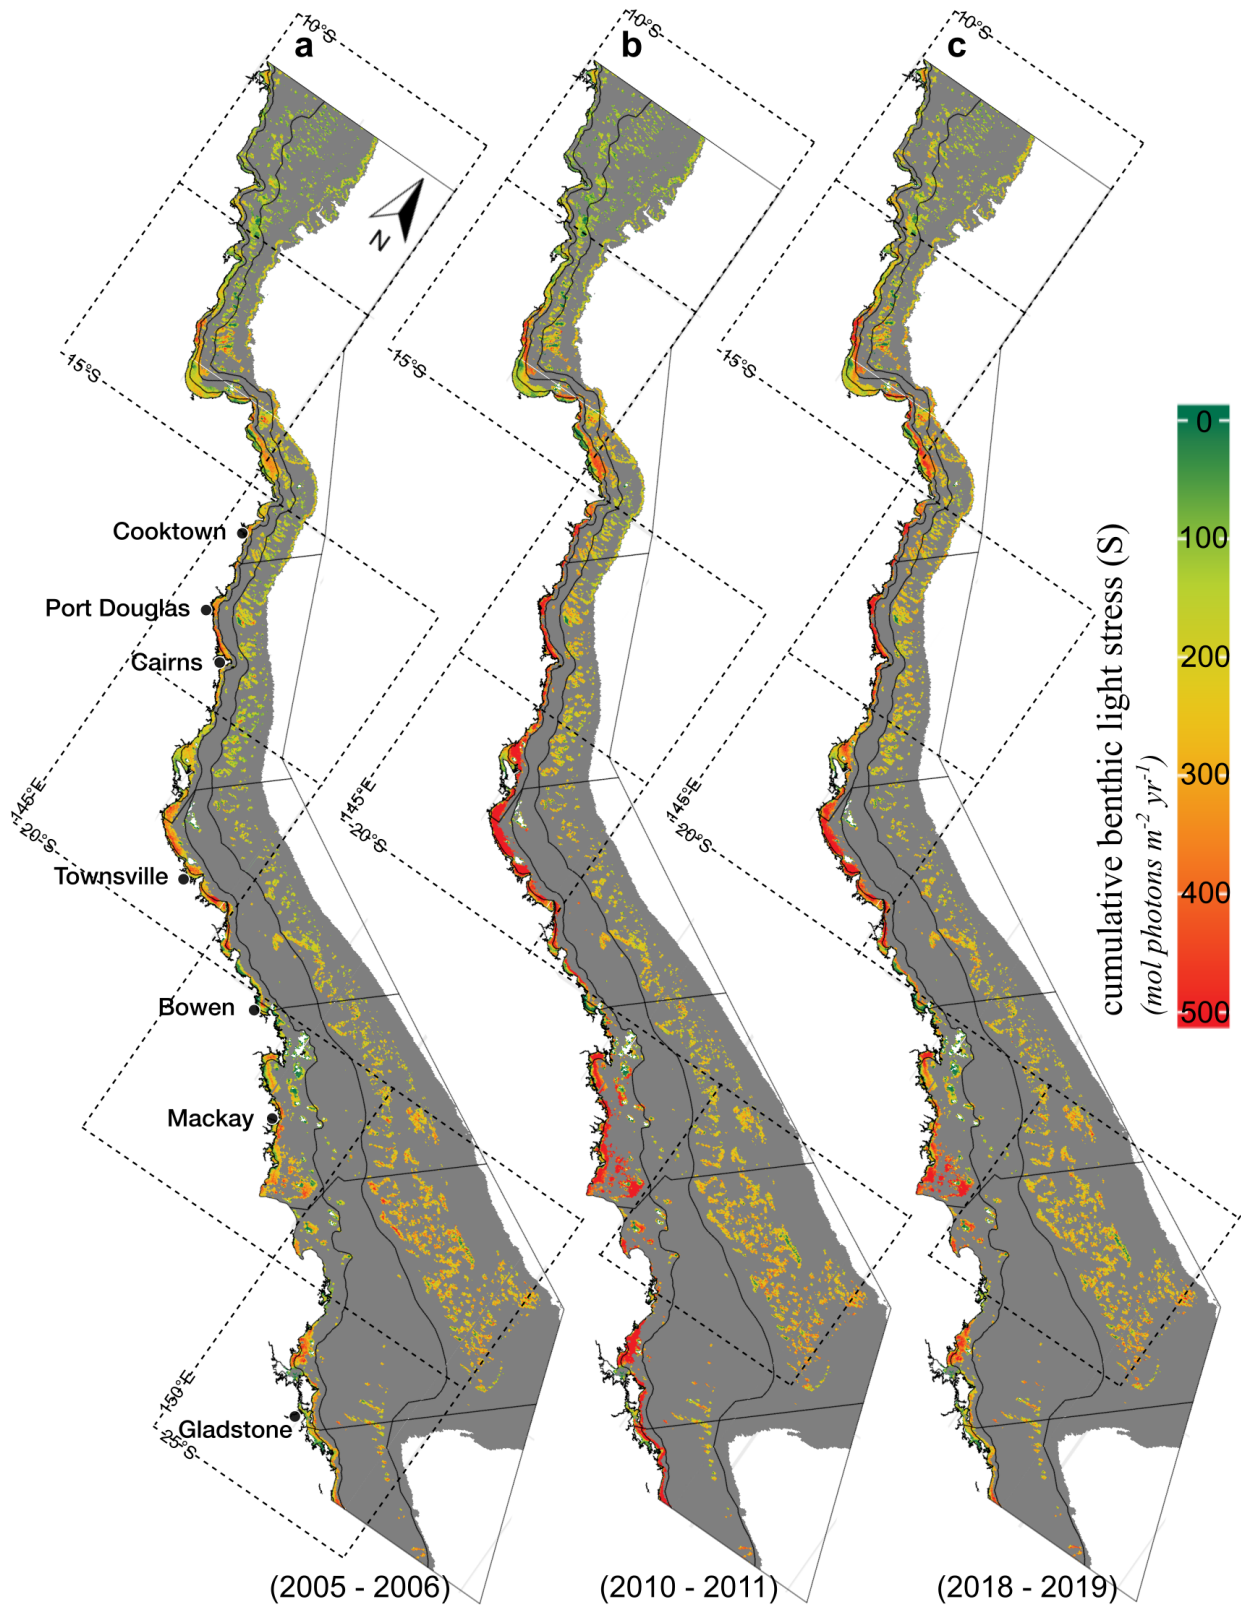 a
b
c
10°S
10°S
10°S
N
15°S
15°S
15°S
Cooktown
Port Douglas
Cairns
145°E
20°S
145°E
20°S
145°E
20°S
Townsville
Bowen
Mackay
150°E
25°S
Gladstone
0
100
200
300
400
500
cumulative benthic light stress (S)
(mol photons m⁻² yr⁻¹)
(2005 - 2006)
(2010 - 2011)
(2018 - 2019)